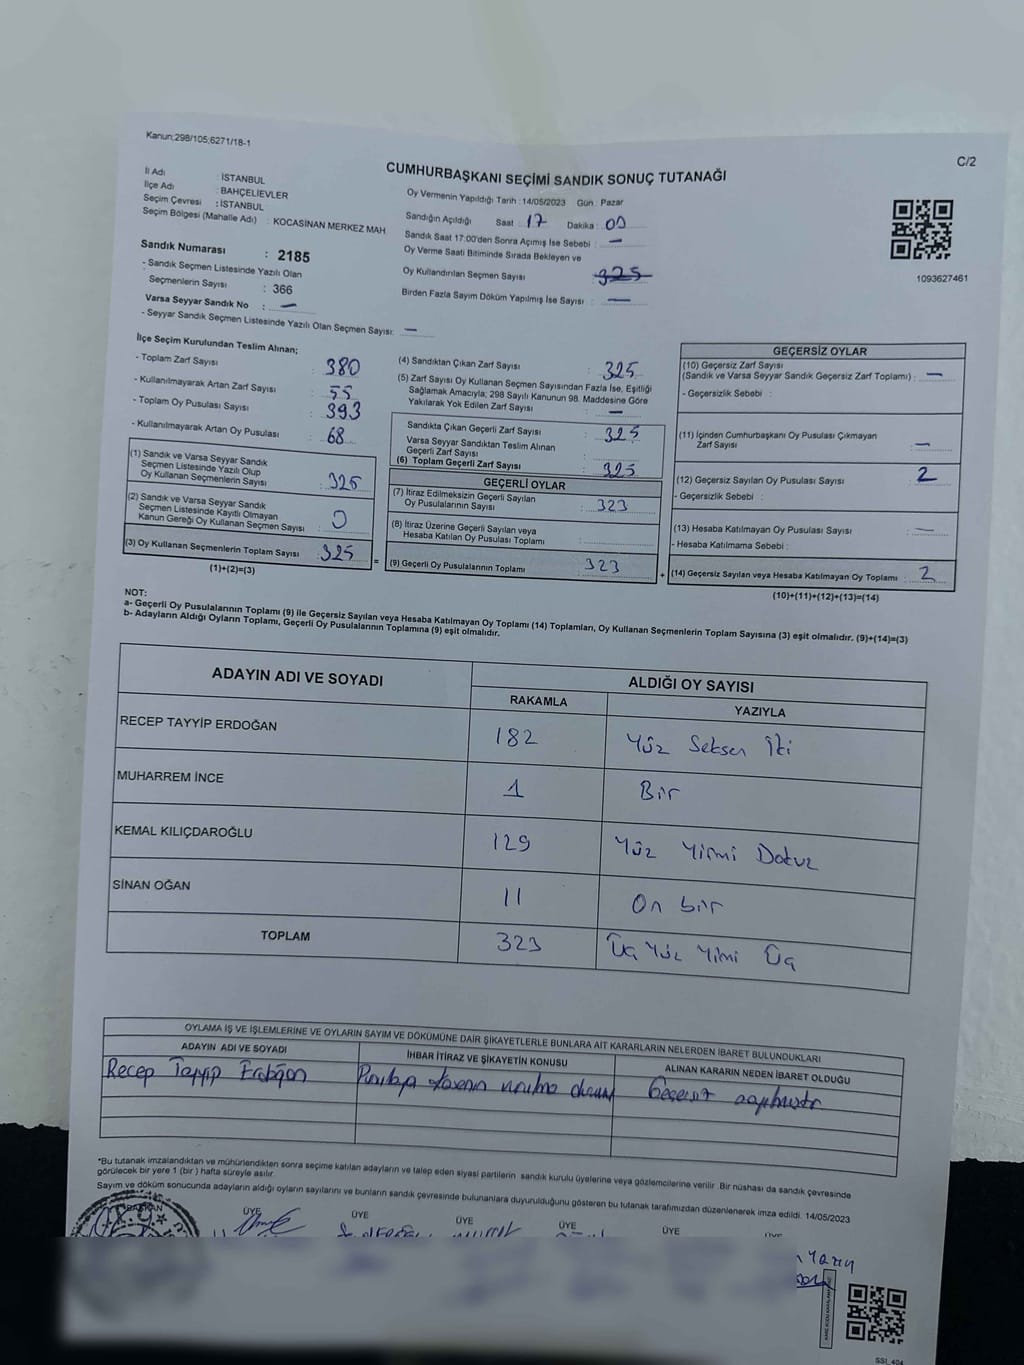 Kanun;298/105;6271/18-1
C/2
CUMHURBAŞKANI SEÇİMİ SANDIK SONUÇ TUTANAĞI
İl Adı : İSTANBUL
İlçe Adı : BAHÇELİEVLER
Seçim Çevresi : İSTANBUL
Seçim Bölgesi (Mahalle Adı) : KOCASİNAN MERKEZ MAH
Sandık Numarası : 2185
- Sandık Seçmen Listesinde Yazılı Olan
Seçmenlerin Sayısı : 366
Varsa Seyyar Sandık No : —
- Seyyar Sandık Seçmen Listesinde Yazılı Olan Seçmen Sayısı: —
Oy Vermenin Yapıldığı Tarih : 14/05/2023 Gün : Pazar
Sandığın Açıldığı Saat : 17 Dakika : 00
Sandık Saat 17:00'den Sonra Açılmış İse Sebebi : —
Oy Verme Saati Bitiminde Sırada Bekleyen ve
Oy Kullandırılan Seçmen Sayısı : 325
Birden Fazla Sayım Döküm Yapılmış İse Sayısı : —
1093627461
İlçe Seçim Kurulundan Teslim Alınan;
- Toplam Zarf Sayısı : 380
- Kullanılmayarak Artan Zarf Sayısı : 55
- Toplam Oy Pusulası Sayısı : 393
- Kullanılmayarak Artan Oy Pusulası : 68
(1) Sandık ve Varsa Seyyar Sandık
Seçmen Listesinde Yazılı Olup
Oy Kullanan Seçmenlerin Sayısı : 325
(2) Sandık ve Varsa Seyyar Sandık
Seçmen Listesinde Kayıtlı Olmayan
Kanun Gereği Oy Kullanan Seçmen Sayısı : 0
(3) Oy Kullanan Seçmenlerin Toplam Sayısı : 325
(1)+(2)=(3)
(4) Sandıktan Çıkan Zarf Sayısı : 325
(5) Zarf Sayısı Oy Kullanan Seçmen Sayısından Fazla İse, Eşitliği
Sağlamak Amacıyla; 298 Sayılı Kanunun 98. Maddesine Göre
Yakılarak Yok Edilen Zarf Sayısı : —
Sandıkta Çıkan Geçerli Zarf Sayısı : 325
Varsa Seyyar Sandıktan Teslim Alınan
Geçerli Zarf Sayısı :
(6) Toplam Geçerli Zarf Sayısı : 325
GEÇERLİ OYLAR
(7) İtiraz Edilmeksizin Geçerli Sayılan
Oy Pusulalarının Sayısı : 323
(8) İtiraz Üzerine Geçerli Sayılan veya
Hesaba Katılan Oy Pusulası Toplamı :
= (9) Geçerli Oy Pusulalarının Toplamı : 323 +
GEÇERSİZ OYLAR
(10) Geçersiz Zarf Sayısı
(Sandık ve Varsa Seyyar Sandık Geçersiz Zarf Toplamı) : —
- Geçersizlik Sebebi :
(11) İçinden Cumhurbaşkanı Oy Pusulası Çıkmayan
Zarf Sayısı : —
(12) Geçersiz Sayılan Oy Pusulası Sayısı : 2
- Geçersizlik Sebebi :
(13) Hesaba Katılmayan Oy Pusulası Sayısı : —
- Hesaba Katılmama Sebebi :
(14) Geçersiz Sayılan veya Hesaba Katılmayan Oy Toplamı : 2
(10)+(11)+(12)+(13)=(14)
NOT:
a- Geçerli Oy Pusulalarının Toplamı (9) ile Geçersiz Sayılan veya Hesaba Katılmayan Oy Toplamı (14) Toplamları, Oy Kullanan Seçmenlerin Toplam Sayısına (3) eşit olmalıdır. (9)+(14)=(3)
b- Adayların Aldığı Oyların Toplamı, Geçerli Oy Pusulalarının Toplamına (9) eşit olmalıdır.
ADAYIN ADI VE SOYADI ALDIĞI OY SAYISI
RAKAMLA YAZIYLA
RECEP TAYYİP ERDOĞAN 182 Yüz Seksen İki
MUHARREM İNCE 1 Bir
KEMAL KILIÇDAROĞLU 129 Yüz Yirmi Dokuz
SİNAN OĞAN 11 On bir
TOPLAM 323 Üç Yüz Yirmi Üç
OYLAMA İŞ VE İŞLEMLERİNE VE OYLARIN SAYIM VE DÖKÜMÜNE DAİR ŞİKAYETLERLE BUNLARA AİT KARARLARIN NELERDEN İBARET BULUNDUKLARI
ADAYIN ADI VE SOYADI İHBAR İTİRAZ VE ŞİKAYETİN KONUSU ALINAN KARARIN NEDEN İBARET OLDUĞU
Recep Tayyip Erdoğan
*Bu tutanak imzalandıktan ve mühürlendikten sonra seçime katılan adayların ve talep eden siyasi partilerin sandık kurulu üyelerine veya gözlemcilerine verilir. Bir nüshası da sandık çevresinde
görülecek bir yere 1 (bir) hafta süreyle asılır.
Sayım ve döküm sonucunda adayların aldığı oyların sayılarını ve bunların sandık çevresinde bulunanlara duyurulduğunu gösteren bu tutanak tarafımızdan düzenlenerek imza edildi. 14/05/2023
BAŞKAN ÜYE ÜYE ÜYE ÜYE ÜYE